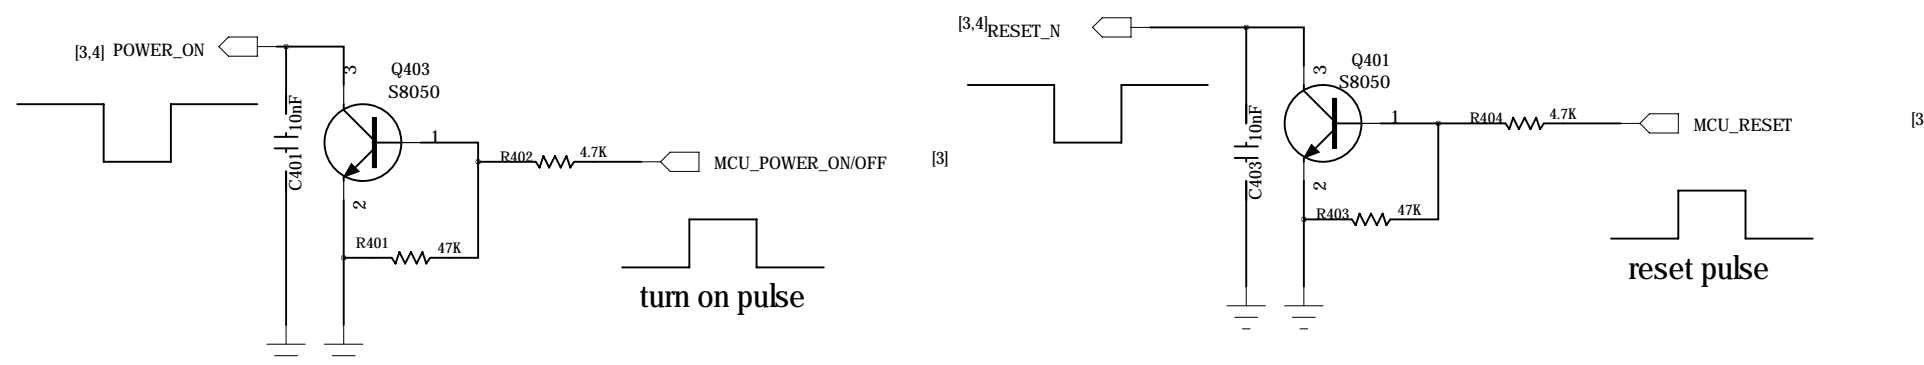 [3,4] POWER_ON
3
Q403
S8050
10nF
C401
1
2
R402
4.7K
MCU_POWER_ON/OFF
[3]
R401
47K
turn on pulse
[3,4]
RESET_N
3
Q401
S8050
10nF
C403
1
2
R404
4.7K
MCU_RESET
[3
R403
47K
reset pulse